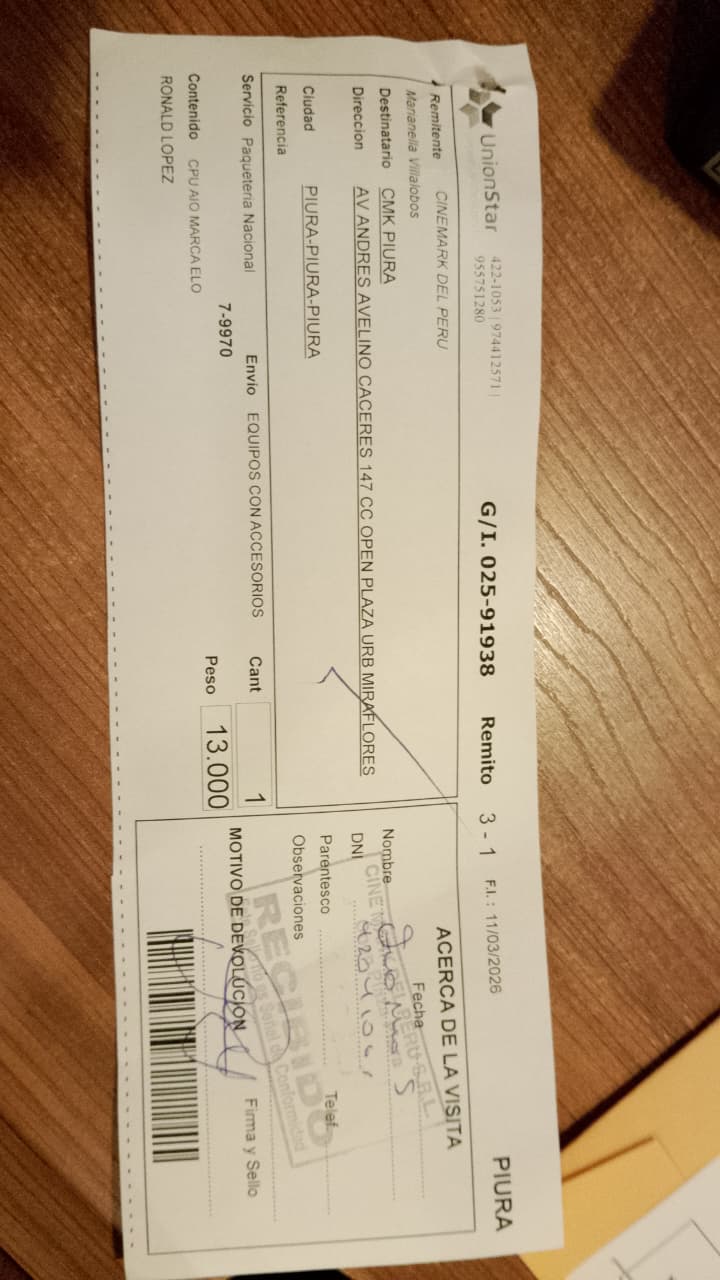 UnionStar
422-1053 | 974412571 |
955751280
G/I. 025-91938 Remito 3 - 1 F.I.: 11/03/2026 PIURA
Remitente CINEMARK DEL PERU
Marianella Villalobos
Destinatario CMK PIURA
Direccion AV ANDRES AVELINO CACERES 147 CC OPEN PLAZA URB MIRAFLORES
Ciudad PIURA-PIURA-PIURA
Referencia
Servicio Paqueteria Nacional Envio EQUIPOS CON ACCESORIOS Cant 1
7-9970 Peso 13.000
Contenido CPU AIO MARCA ELO
RONALD LOPEZ
ACERCA DE LA VISITA
Fecha
Nombre
DNI
Parentesco Telef.
Observaciones
MOTIVO DE DEVOLUCION Firma y Sello
RECIBIDO
Conformidad